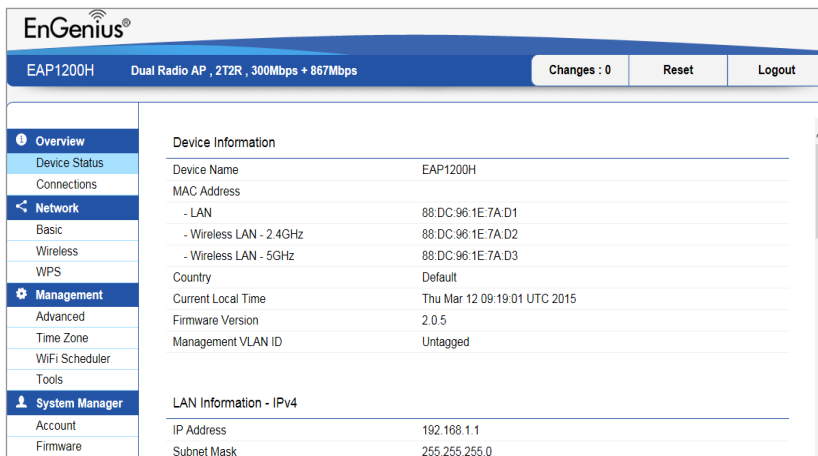 EnGenius®
EAP1200H Dual Radio AP , 2T2R , 300Mbps + 867Mbps Changes : 0 Reset Logout
Overview
Device Status
Connections
Network
Basic
Wireless
WPS
Management
Advanced
Time Zone
WiFi Scheduler
Tools
System Manager
Account
Firmware
Device Information
Device Name EAP1200H
MAC Address
- LAN 88:DC:96:1E:7A:D1
- Wireless LAN - 2.4GHz 88:DC:96:1E:7A:D2
- Wireless LAN - 5GHz 88:DC:96:1E:7A:D3
Country Default
Current Local Time Thu Mar 12 09:19:01 UTC 2015
Firmware Version 2.0.5
Management VLAN ID Untagged
LAN Information - IPv4
IP Address 192.168.1.1
Subnet Mask 255.255.255.0